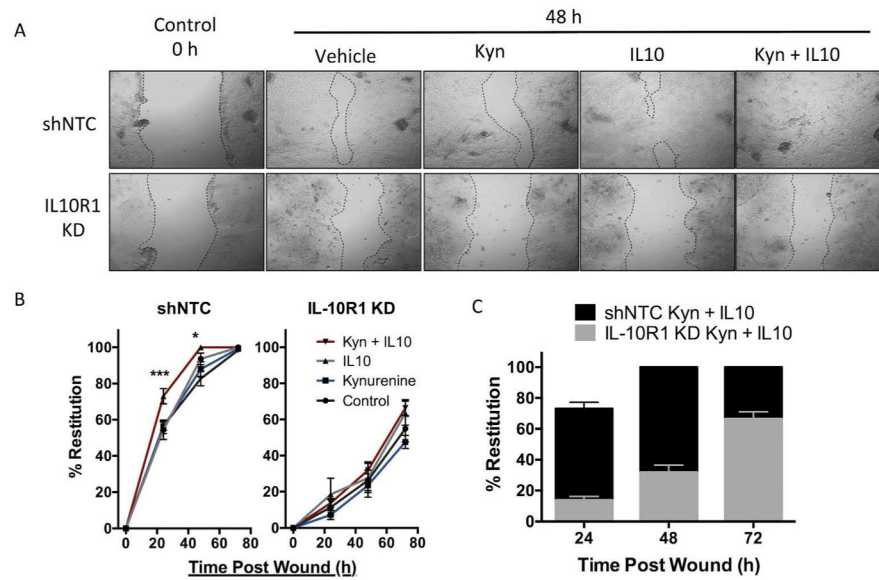 A
Control
0 h
48 h
Vehicle
Kyn
IL10
Kyn + IL10
shNTC
IL10R1
KD
B
shNTC
IL-10R1 KD
% Restitution
100
80
60
40
20
0
***
*
0 20 40 60 80
100
80
60
40
20
0
Kyn + IL10
IL10
Kynurenine
Control
0 20 40 60 80
Time Post Wound (h)
C
shNTC Kyn + IL10
IL-10R1 KD Kyn + IL10
% Restitution
100
80
60
40
20
0
24 48 72
Time Post Wound (h)